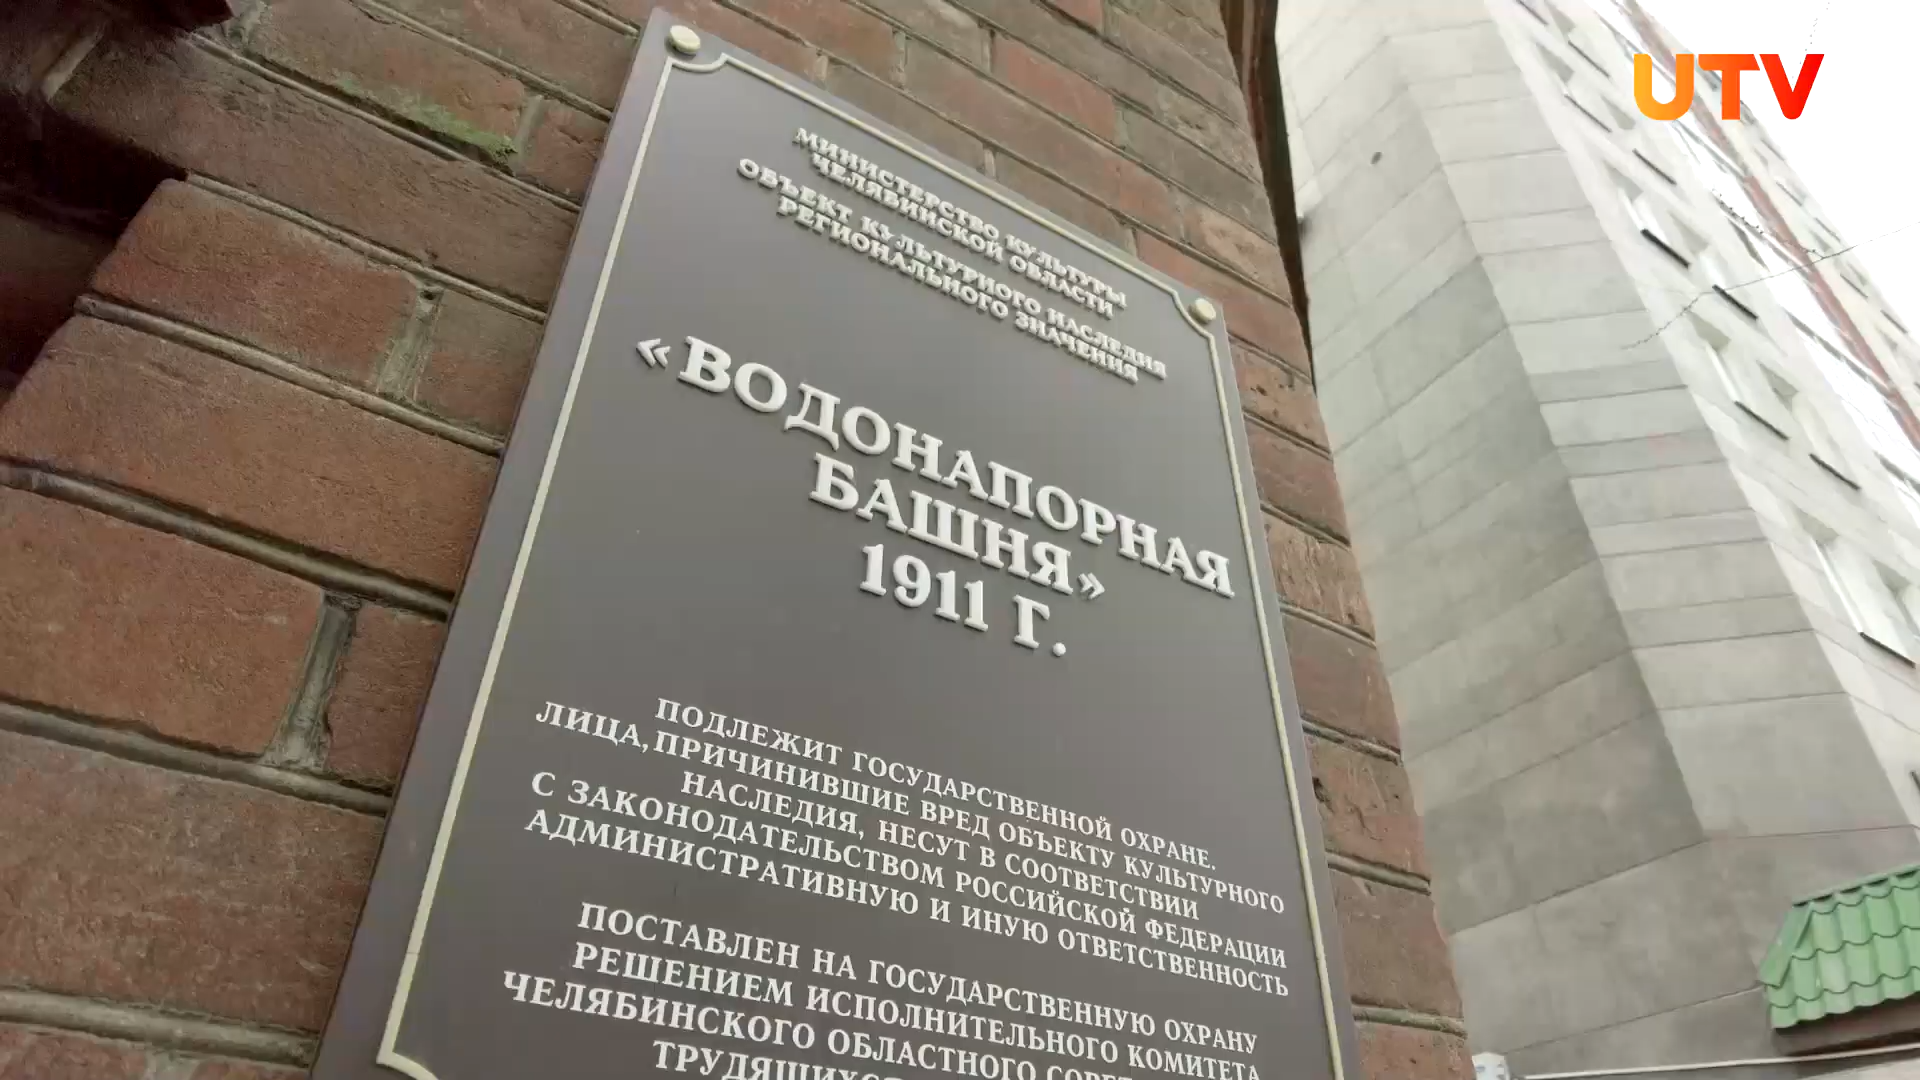 UTV
МИНИСТЕРСТВО КУЛЬТУРЫ
ЧЕЛЯБИНСКОЙ ОБЛАСТИ
ОБЪЕКТ КУЛЬТУРНОГО НАСЛЕДИЯ
РЕГИОНАЛЬНОГО ЗНАЧЕНИЯ
«ВОДОНАПОРНАЯ
БАШНЯ»
1911 Г.
ПОДЛЕЖИТ ГОСУДАРСТВЕННОЙ ОХРАНЕ.
ЛИЦА, ПРИЧИНИВШИЕ ВРЕД ОБЪЕКТУ КУЛЬТУРНОГО
НАСЛЕДИЯ, НЕСУТ В СООТВЕТСТВИИ
С ЗАКОНОДАТЕЛЬСТВОМ РОССИЙСКОЙ ФЕДЕРАЦИИ
АДМИНИСТРАТИВНУЮ И ИНУЮ ОТВЕТСТВЕННОСТЬ
ПОСТАВЛЕН НА ГОСУДАРСТВЕННУЮ ОХРАНУ
РЕШЕНИЕМ ИСПОЛНИТЕЛЬНОГО КОМИТЕТА
ЧЕЛЯБИНСКОГО ОБЛАСТНОГО